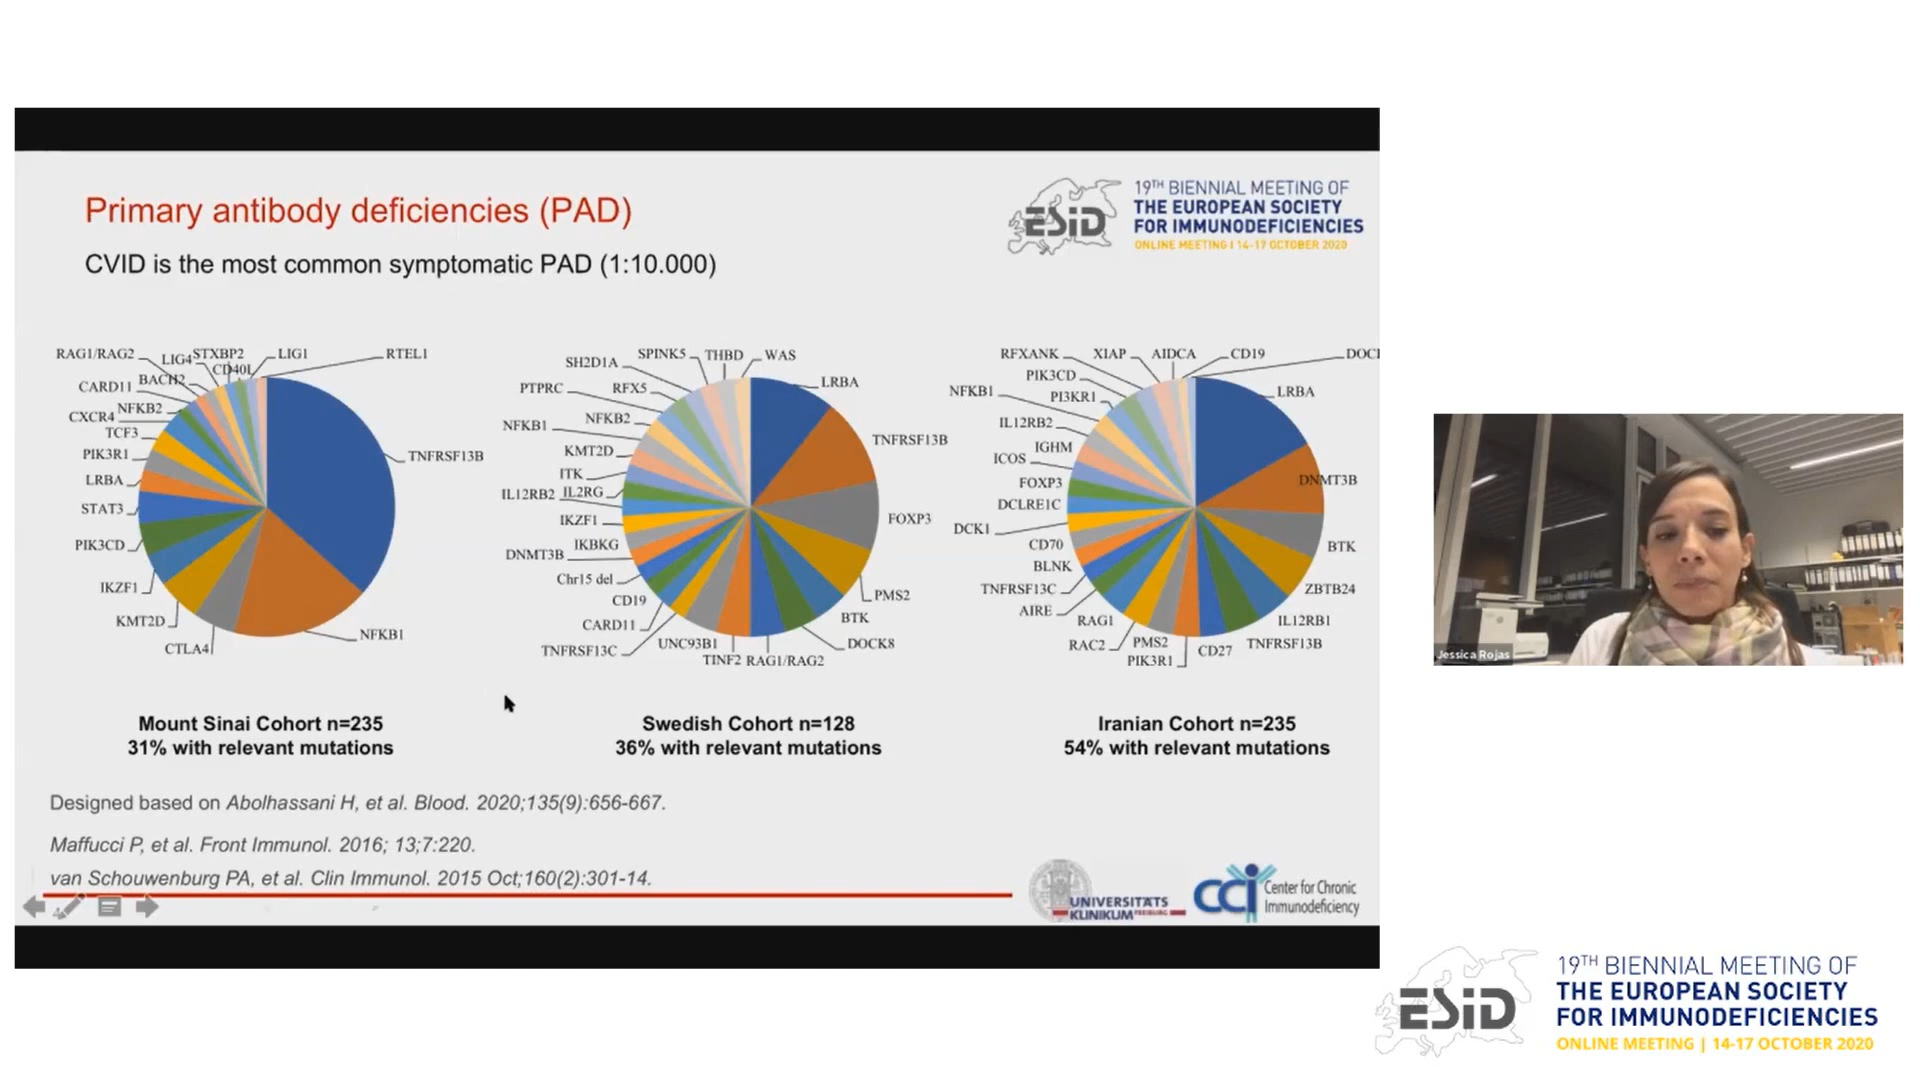 Primary antibody deficiencies (PAD)
CVID is the most common symptomatic PAD (1:10.000)
ESiD
19TH BIENNIAL MEETING OF
THE EUROPEAN SOCIETY
FOR IMMUNODEFICIENCIES
ONLINE MEETING I 14-17 OCTOBER 2020
RAG1/RAG2
LIG4
STXBP2
CD40L
LIG1
RTEL1
CARD11
BACH2
CXCR4
NFKB2
TCF3
PIK3R1
LRBA
STAT3
PIK3CD
IKZF1
KMT2D
CTLA4
NFKB1
TNFRSF13B
SH2D1A
SPINK5
THBD
WAS
LRBA
PTPRC
RFX5
NFKB1
NFKB2
KMT2D
ITK
IL12RB2
IL2RG
IKZF1
IKBKG
DNMT3B
Chr15 del
CD19
CARD11
TNFRSF13C
UNC93B1
TINF2
RAG1/RAG2
DOCK8
BTK
PMS2
FOXP3
TNFRSF13B
RFXANK
XIAP
AIDCA
CD19
PIK3CD
NFKB1
PI3KR1
LRBA
IL12RB2
IGHM
ICOS
FOXP3
DCLRE1C
DCK1
CD70
BLNK
TNFRSF13C
AIRE
RAG1
RAC2
PMS2
PIK3R1
CD27
TNFRSF13B
IL12RB1
ZBTB24
BTK
DNMT3B
Mount Sinai Cohort n=235
31% with relevant mutations
Swedish Cohort n=128
36% with relevant mutations
Iranian Cohort n=235
54% with relevant mutations
Designed based on Abolhassani H, et al. Blood. 2020;135(9):656-667.
Maffucci P, et al. Front Immunol. 2016; 13;7:220.
van Schouwenburg PA, et al. Clin Immunol. 2015 Oct;160(2):301-14.
UNIVERSITÄTS
KLINIKUM FREIBURG
CCI
Center for Chronic
Immunodeficiency
Jessica Rojas
ESiD
19TH BIENNIAL MEETING OF
THE EUROPEAN SOCIETY
FOR IMMUNODEFICIENCIES
ONLINE MEETING | 14-17 OCTOBER 2020